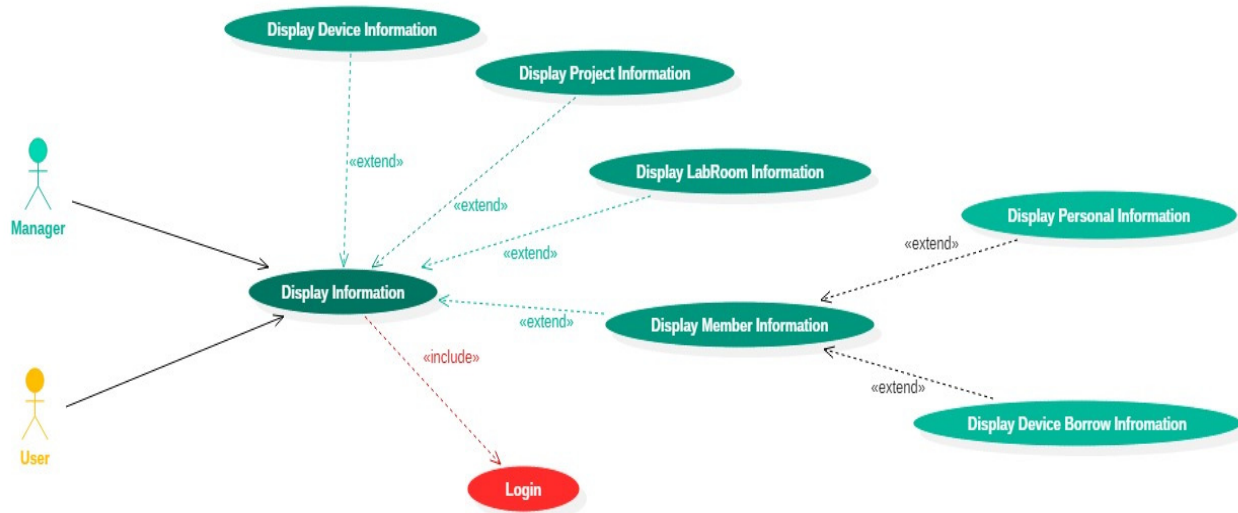 Display Device Information
Display Project Information
«extend»
Display LabRoom Information
«extend»
Manager
Display Personal Information
«extend»
«extend»
Display Information
«extend»
Display Member Information
«include»
«extend»
User
Display Device Borrow Infromation
Login